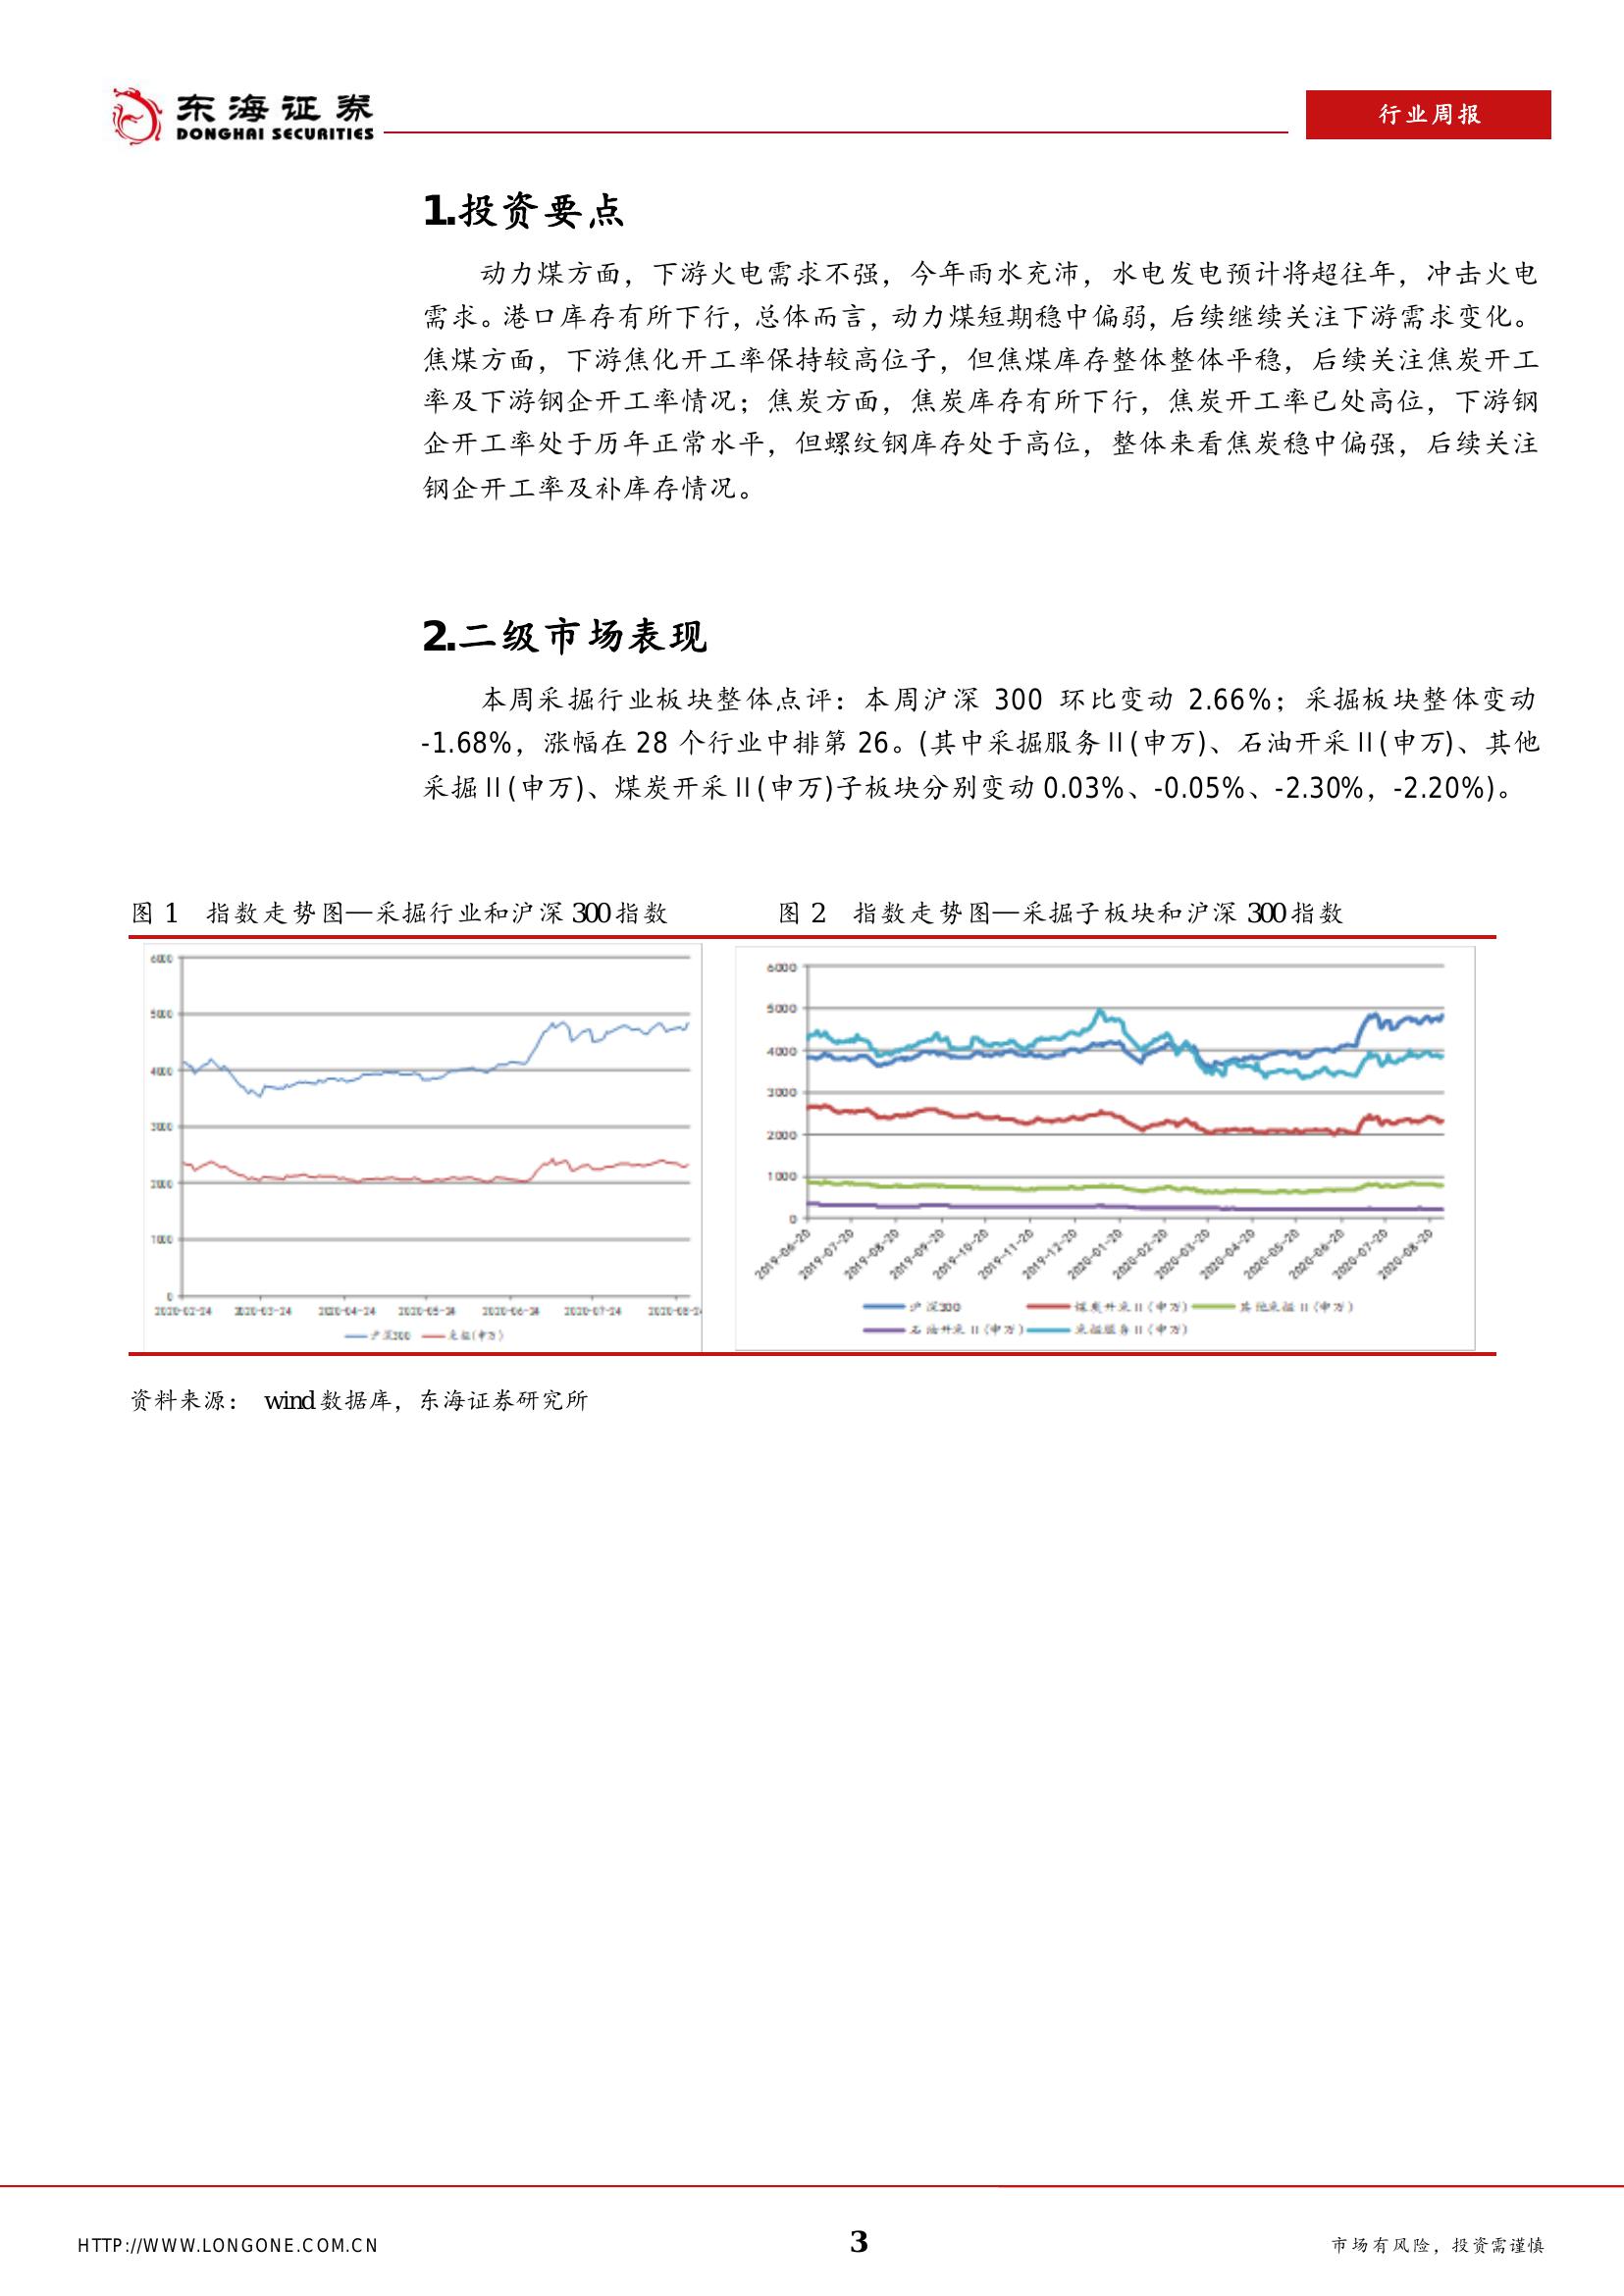 东海证券
DONGHAI SECURITIES
行业周报
1.投资要点
动力煤方面，下游火电需求不强，今年雨水充沛，水电发电预计将超往年，冲击火电
需求。港口库存有所下行，总体而言，动力煤短期稳中偏弱，后续继续关注下游需求变化。
焦煤方面，下游焦化开工率保持较高位子，但焦煤库存整体整体平稳，后续关注焦炭开工
率及下游钢企开工率情况；焦炭方面，焦炭库存有所下行，焦炭开工率已处高位，下游钢
企开工率处于历年正常水平，但螺纹钢库存处于高位，整体来看焦炭稳中偏强，后续关注
钢企开工率及补库存情况。
2.二级市场表现
本周采掘行业板块整体点评：本周沪深 300 环比变动 2.66%；采掘板块整体变动
-1.68%，涨幅在 28 个行业中排第 26。(其中采掘服务Ⅱ(申万)、石油开采Ⅱ(申万)、其他
采掘Ⅱ(申万)、煤炭开采Ⅱ(申万)子板块分别变动 0.03%、-0.05%、-2.30%，-2.20%)。
图 1 指数走势图—采掘行业和沪深 300 指数
图 2 指数走势图—采掘子板块和沪深 300 指数
6000
5000
4000
3000
2000
1000
0
2020-02-24 2020-03-24 2020-04-24 2020-05-24 2020-06-24 2020-07-24 2020-08-24
沪深300 采掘(申万)
6000
5000
4000
3000
2000
1000
0
2019-06-20 2019-07-20 2019-08-20 2019-09-20 2019-10-20 2019-11-20 2019-12-20 2020-01-20 2020-02-20 2020-03-20 2020-04-20 2020-05-20 2020-06-20 2020-07-20 2020-08-20
沪深300 煤炭开采Ⅱ(申万) 其他采掘Ⅱ(申万)
石油开采Ⅱ(申万) 采掘服务Ⅱ(申万)
资料来源： wind 数据库，东海证券研究所
HTTP://WWW.LONGONE.COM.CN
3
市场有风险，投资需谨慎